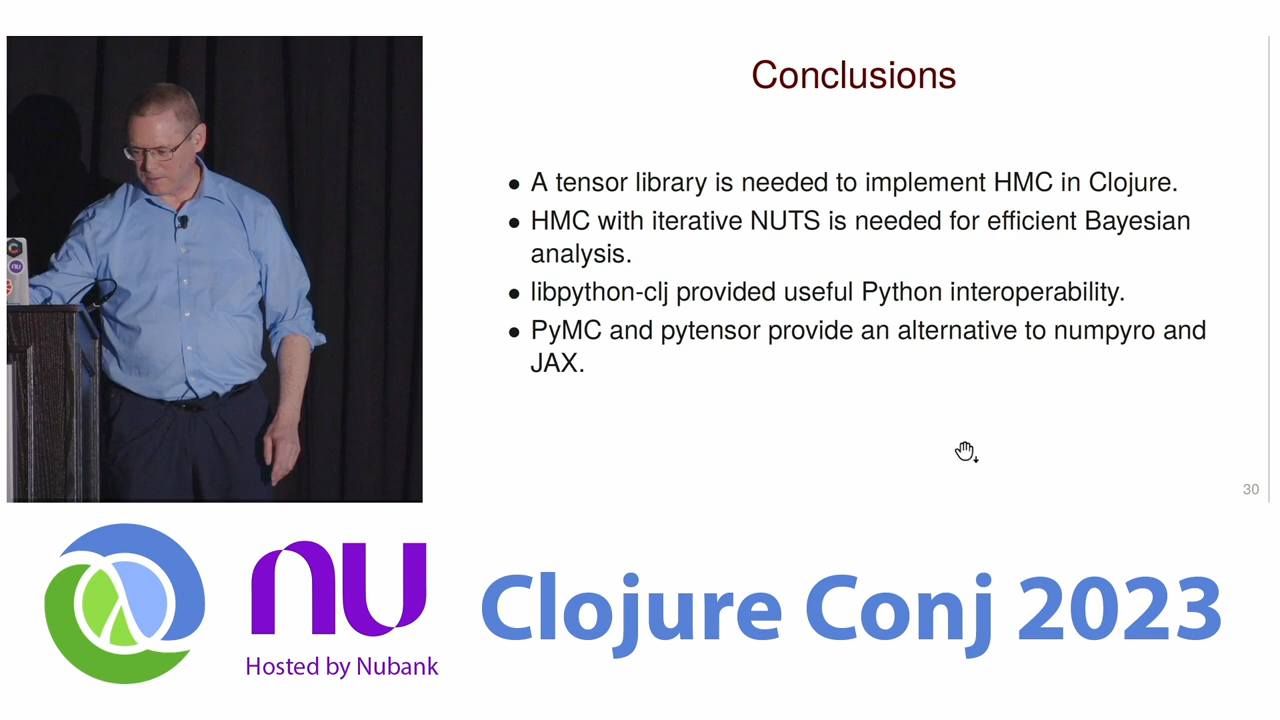 Conclusions
● A tensor library is needed to implement HMC in Clojure.
● HMC with iterative NUTS is needed for efficient Bayesian
analysis.
● libpython-clj provided useful Python interoperability.
● PyMC and pytensor provide an alternative to numpyro and
JAX.
30
nu
nu
Hosted by Nubank
Clojure Conj 2023